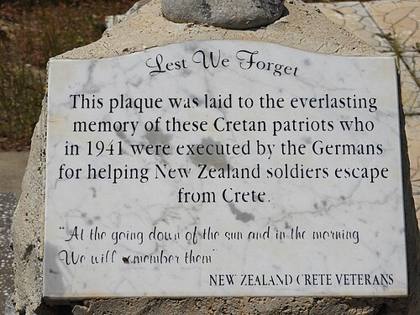 Lest We Forget
This plaque was laid to the everlasting
memory of these Cretan patriots who
in 1941 were executed by the Germans
for helping New Zealand soldiers escape
from Crete.
"At the going down of the sun and in the morning
We will remember them"
NEW ZEALAND CRETE VETERANS